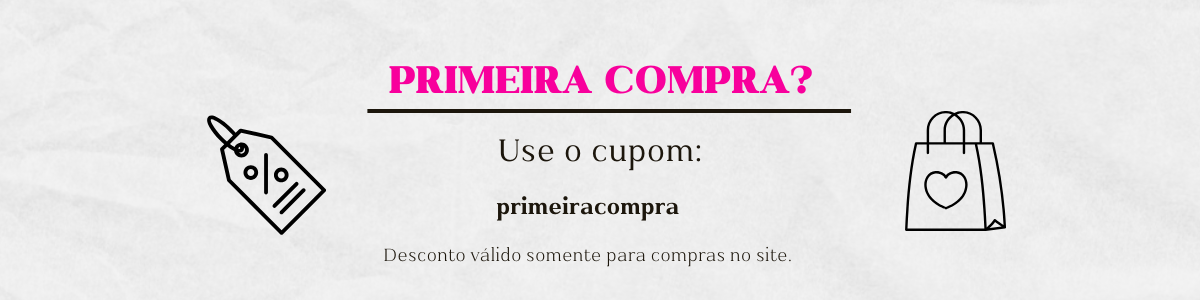 PRIMEIRA COMPRA?
Use o cupom:
primeiracompra
Desconto válido somente para compras no site.